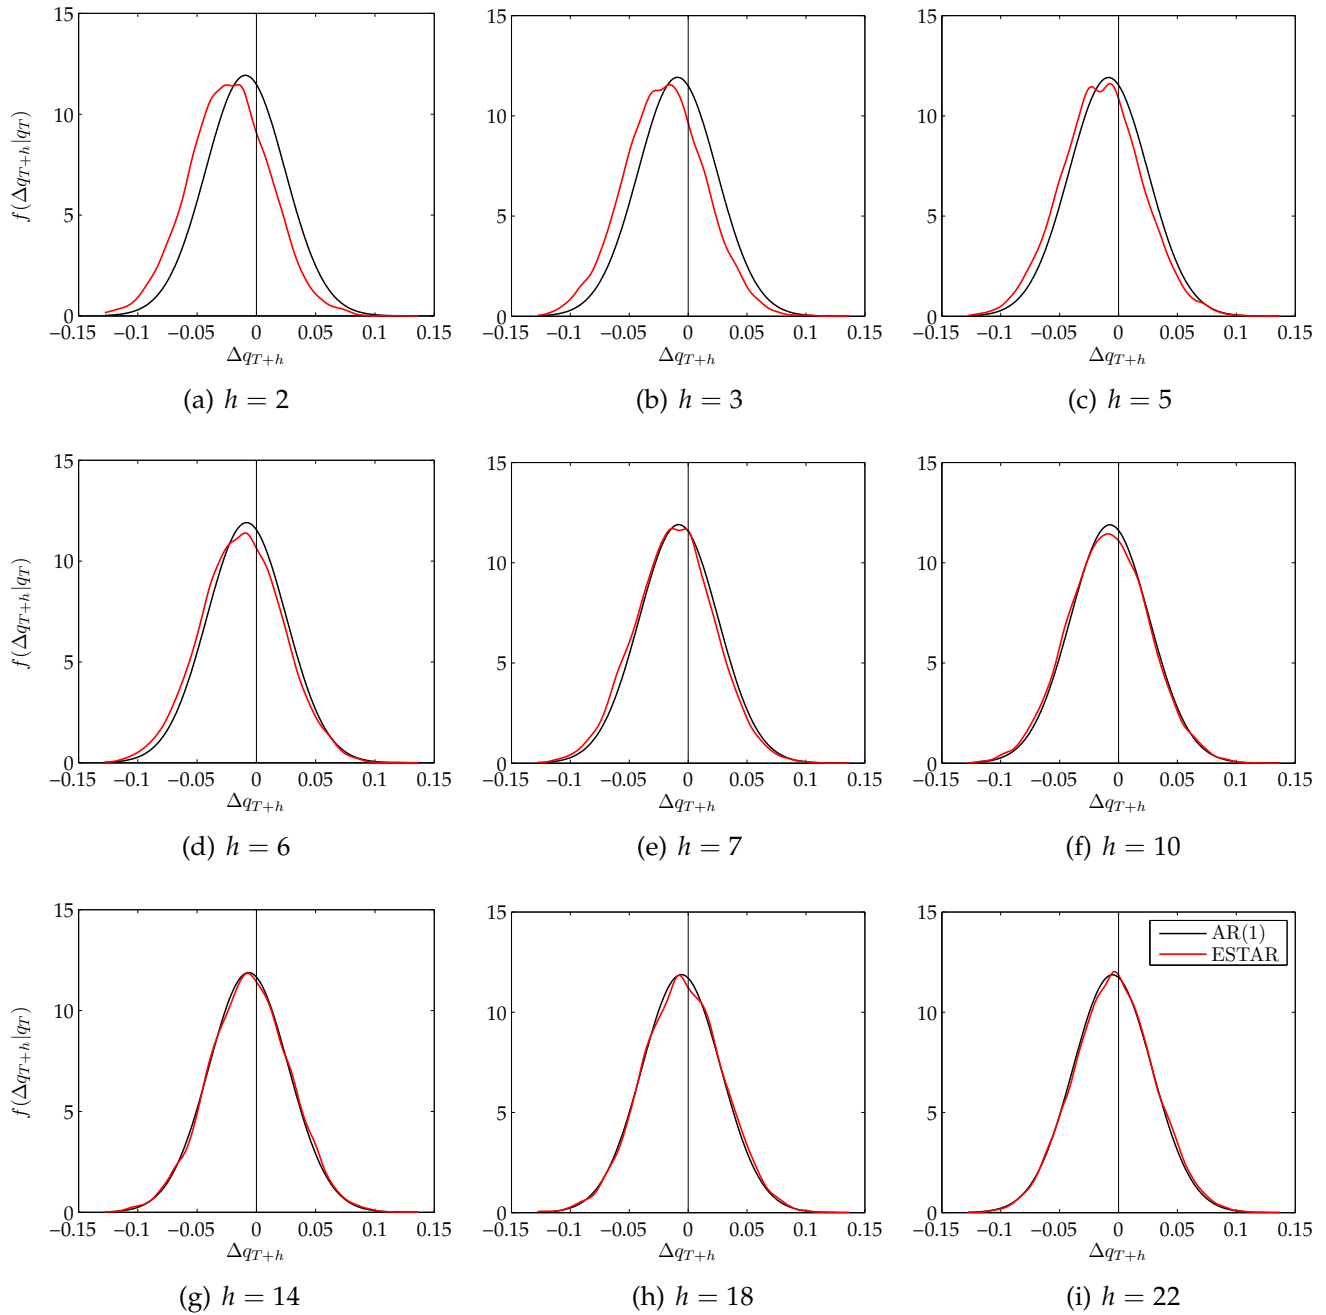 15
15
15
10
10
10
5
5
5
0
0
0
f(Δq_{T+h}|q_T)
−0.15 −0.1 −0.05 0 0.05 0.1 0.15
−0.15 −0.1 −0.05 0 0.05 0.1 0.15
−0.15 −0.1 −0.05 0 0.05 0.1 0.15
Δq_{T+h}
Δq_{T+h}
Δq_{T+h}
(a) h = 2
(b) h = 3
(c) h = 5
15
15
15
10
10
10
5
5
5
0
0
0
f(Δq_{T+h}|q_T)
−0.15 −0.1 −0.05 0 0.05 0.1 0.15
−0.15 −0.1 −0.05 0 0.05 0.1 0.15
−0.15 −0.1 −0.05 0 0.05 0.1 0.15
Δq_{T+h}
Δq_{T+h}
Δq_{T+h}
(d) h = 6
(e) h = 7
(f) h = 10
15
15
15
AR(1)
ESTAR
10
10
10
5
5
5
0
0
0
f(Δq_{T+h}|q_T)
−0.15 −0.1 −0.05 0 0.05 0.1 0.15
−0.15 −0.1 −0.05 0 0.05 0.1 0.15
−0.15 −0.1 −0.05 0 0.05 0.1 0.15
Δq_{T+h}
Δq_{T+h}
Δq_{T+h}
(g) h = 14
(h) h = 18
(i) h = 22